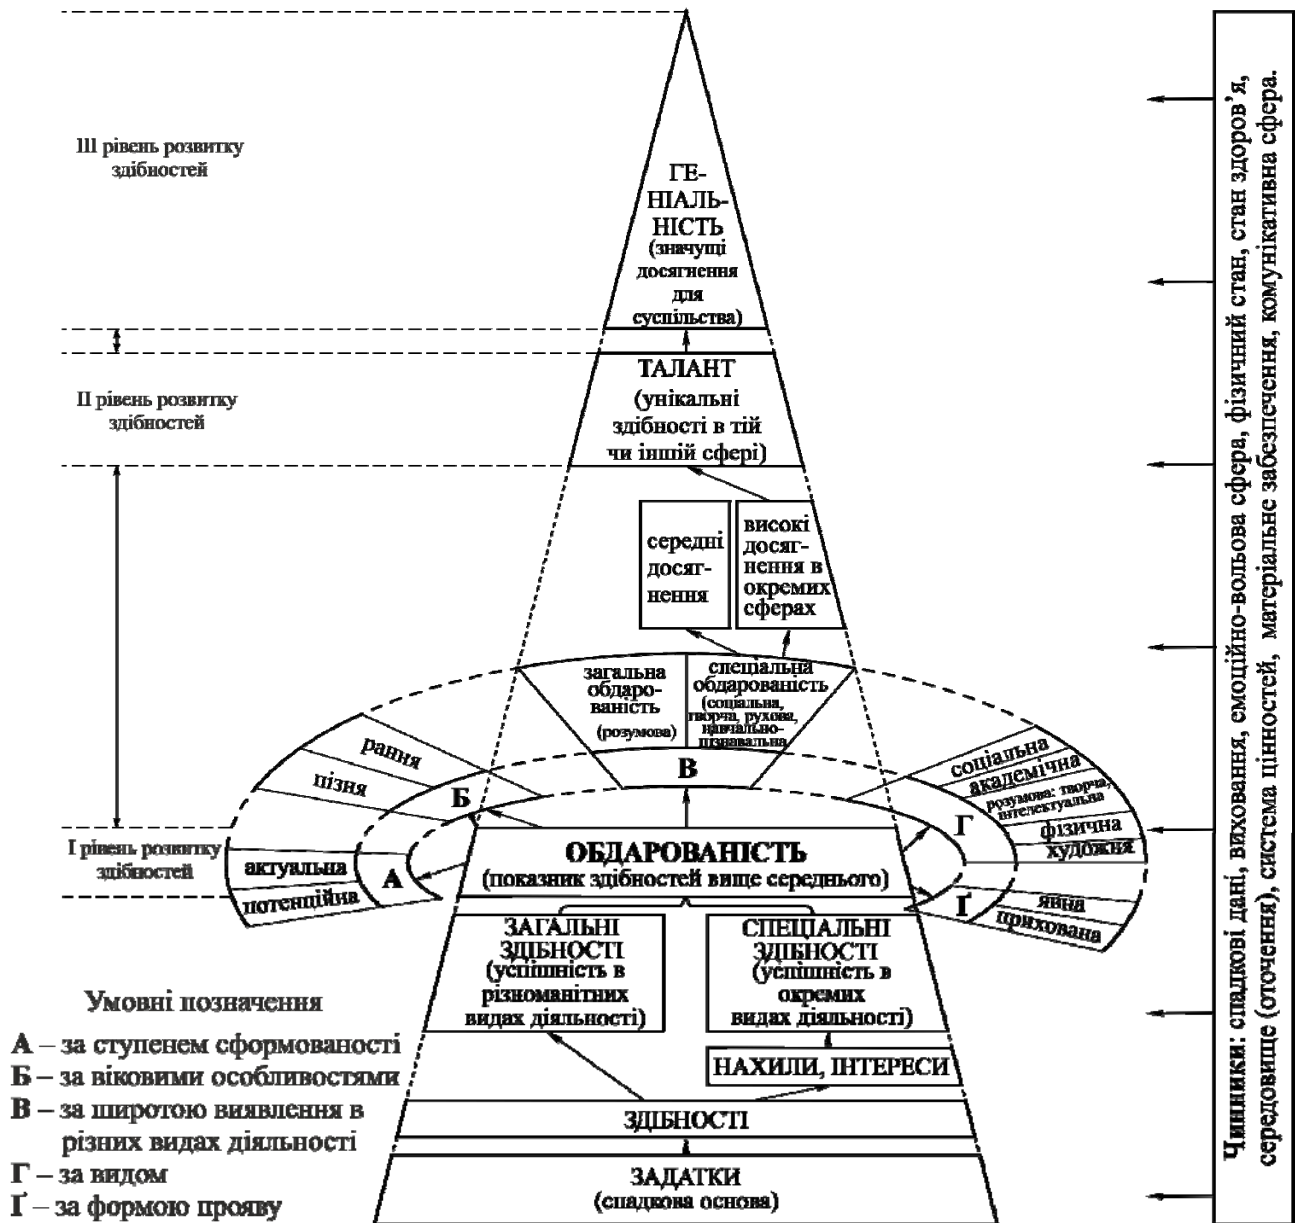 III рівень розвитку
здібностей
ГЕ-
НІАЛЬ-
НІСТЬ
(значущі
досягнення
для
суспільства)
II рівень розвитку
здібностей
ТАЛАНТ
(унікальні
здібності в тій
чи іншій сфері)
середні
досяг-
нення
високі
досяг-
нення в
окремих
сферах
загальна
обдаро-
ваність
(розумова)
спеціальна
обдарованість
(соціальна,
творча, рухова,
навчально-
пізнавальна
В
рання
пізня
Б
соціальна
академічна
розумова: творча,
інтелектуальна
фізична
художня
Г
I рівень розвитку
здібностей
актуальна
потенційна
А
ОБДАРОВАНІСТЬ
(показник здібностей вище середнього)
явна
прихована
Ґ
ЗАГАЛЬНІ
ЗДІБНОСТІ
(успішність в
різноманітних
видах діяльності)
СПЕЦІАЛЬНІ
ЗДІБНОСТІ
(успішність в
окремих
видах діяльності)
НАХИЛИ, ІНТЕРЕСИ
ЗДІБНОСТІ
ЗАДАТКИ
(спадкова основа)
Умовні позначення
А – за ступенем сформованості
Б – за віковими особливостями
В – за широтою виявлення в
різних видах діяльності
Г – за видом
Ґ – за формою прояву
Чинники: спадкові дані, виховання, емоційно-вольова сфера, фізичний стан, стан здоров’я,
середовище (оточення), система цінностей, матеріальне забезпечення, комунікативна сфера.